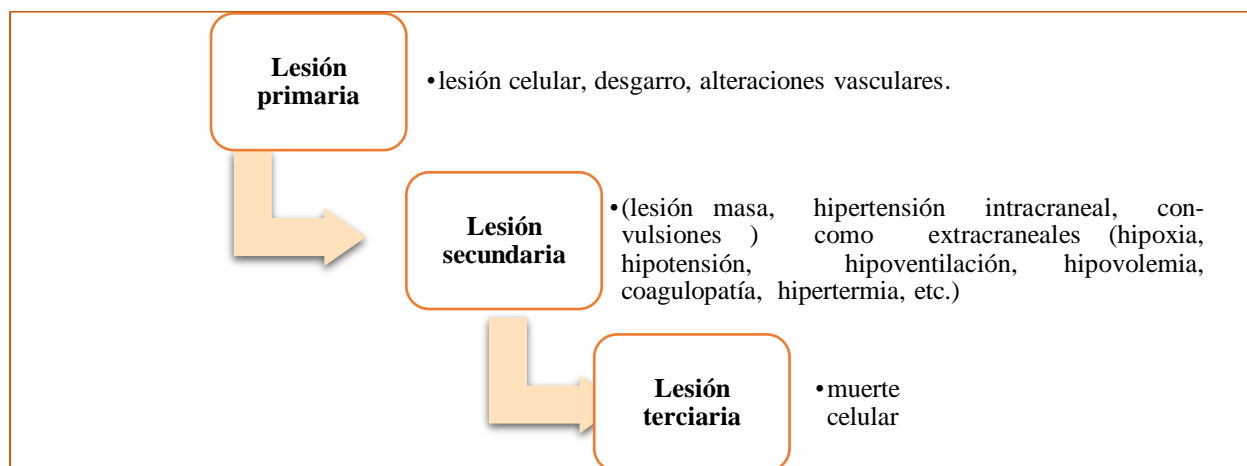 Lesión
primaria
•lesión celular, desgarro, alteraciones vasculares.
Lesión
secundaria
•(lesión masa, hipertensión intracraneal, con-
vulsiones ) como extracraneales (hipoxia,
hipotensión, hipoventilación, hipovolemia,
coagulopatía, hipertermia, etc.)
Lesión
terciaria
•muerte
celular